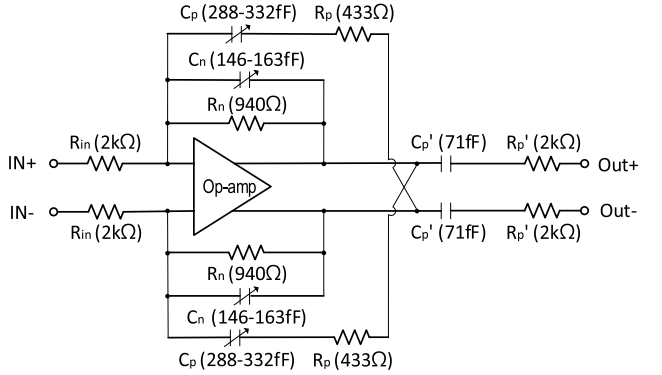 Cp (288-332fF) Rp (433Ω)
Cn (146-163fF)
Rn (940Ω)
Rin (2kΩ) Cp' (71fF) Rp' (2kΩ)
IN+ Out+
Op-amp
IN- Out-
Rin (2kΩ) Cp' (71fF) Rp' (2kΩ)
Rn (940Ω)
Cn (146-163fF)
Cp (288-332fF) Rp (433Ω)